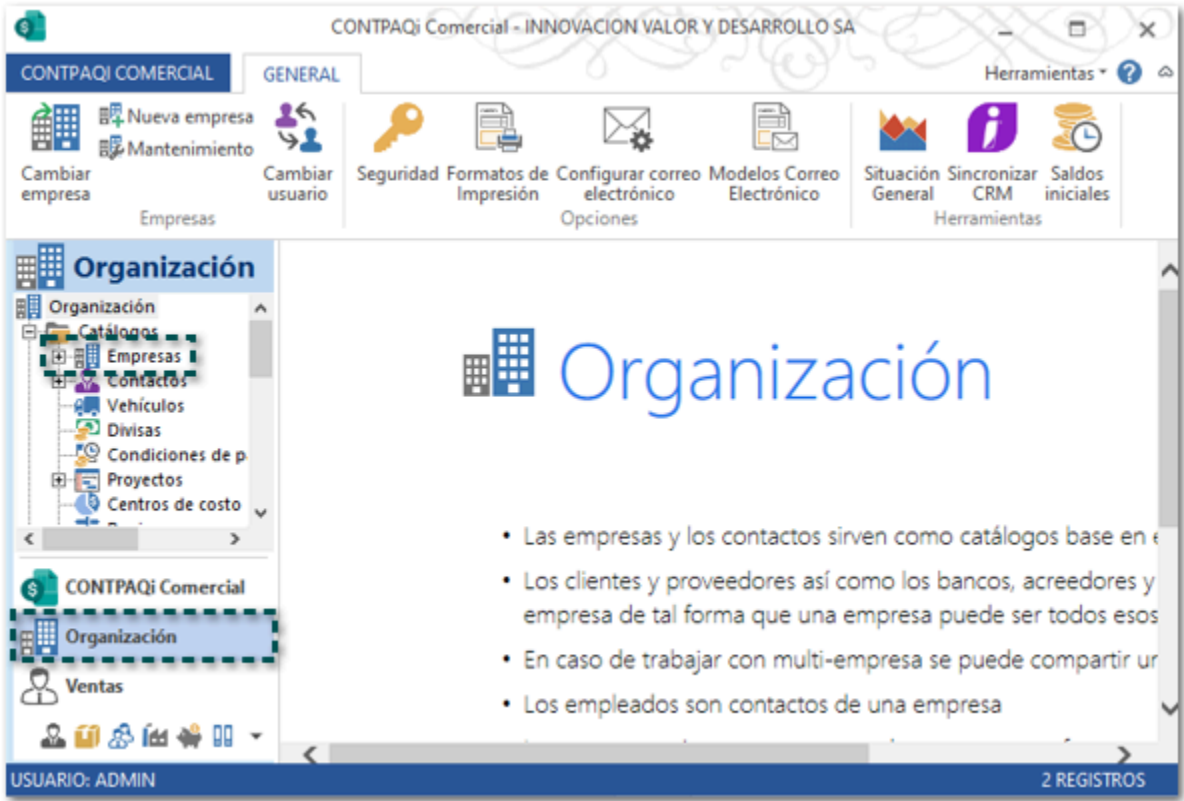 CONTPAQi Comercial - INNOVACION VALOR Y DESARROLLO SA
CONTPAQI COMERCIAL
GENERAL
Herramientas
Cambiar
empresa
Nueva empresa
Mantenimiento
Cambiar
usuario
Empresas
Seguridad
Formatos de
Impresión
Configurar correo
electrónico
Modelos Correo
Electrónico
Opciones
Situación
General
Sincronizar
CRM
Saldos
iniciales
Herramientas
Organización
Organización
Catálogos
Empresas
Contactos
Vehículos
Divisas
Condiciones de p
Proyectos
Centros de costo
CONTPAQi Comercial
Organización
Ventas
Organización
• Las empresas y los contactos sirven como catálogos base en
• Los clientes y proveedores así como los bancos, acreedores y
empresa de tal forma que una empresa puede ser todos esos
• En caso de trabajar con multi-empresa se puede compartir ur
• Los empleados son contactos de una empresa
USUARIO: ADMIN
2 REGISTROS